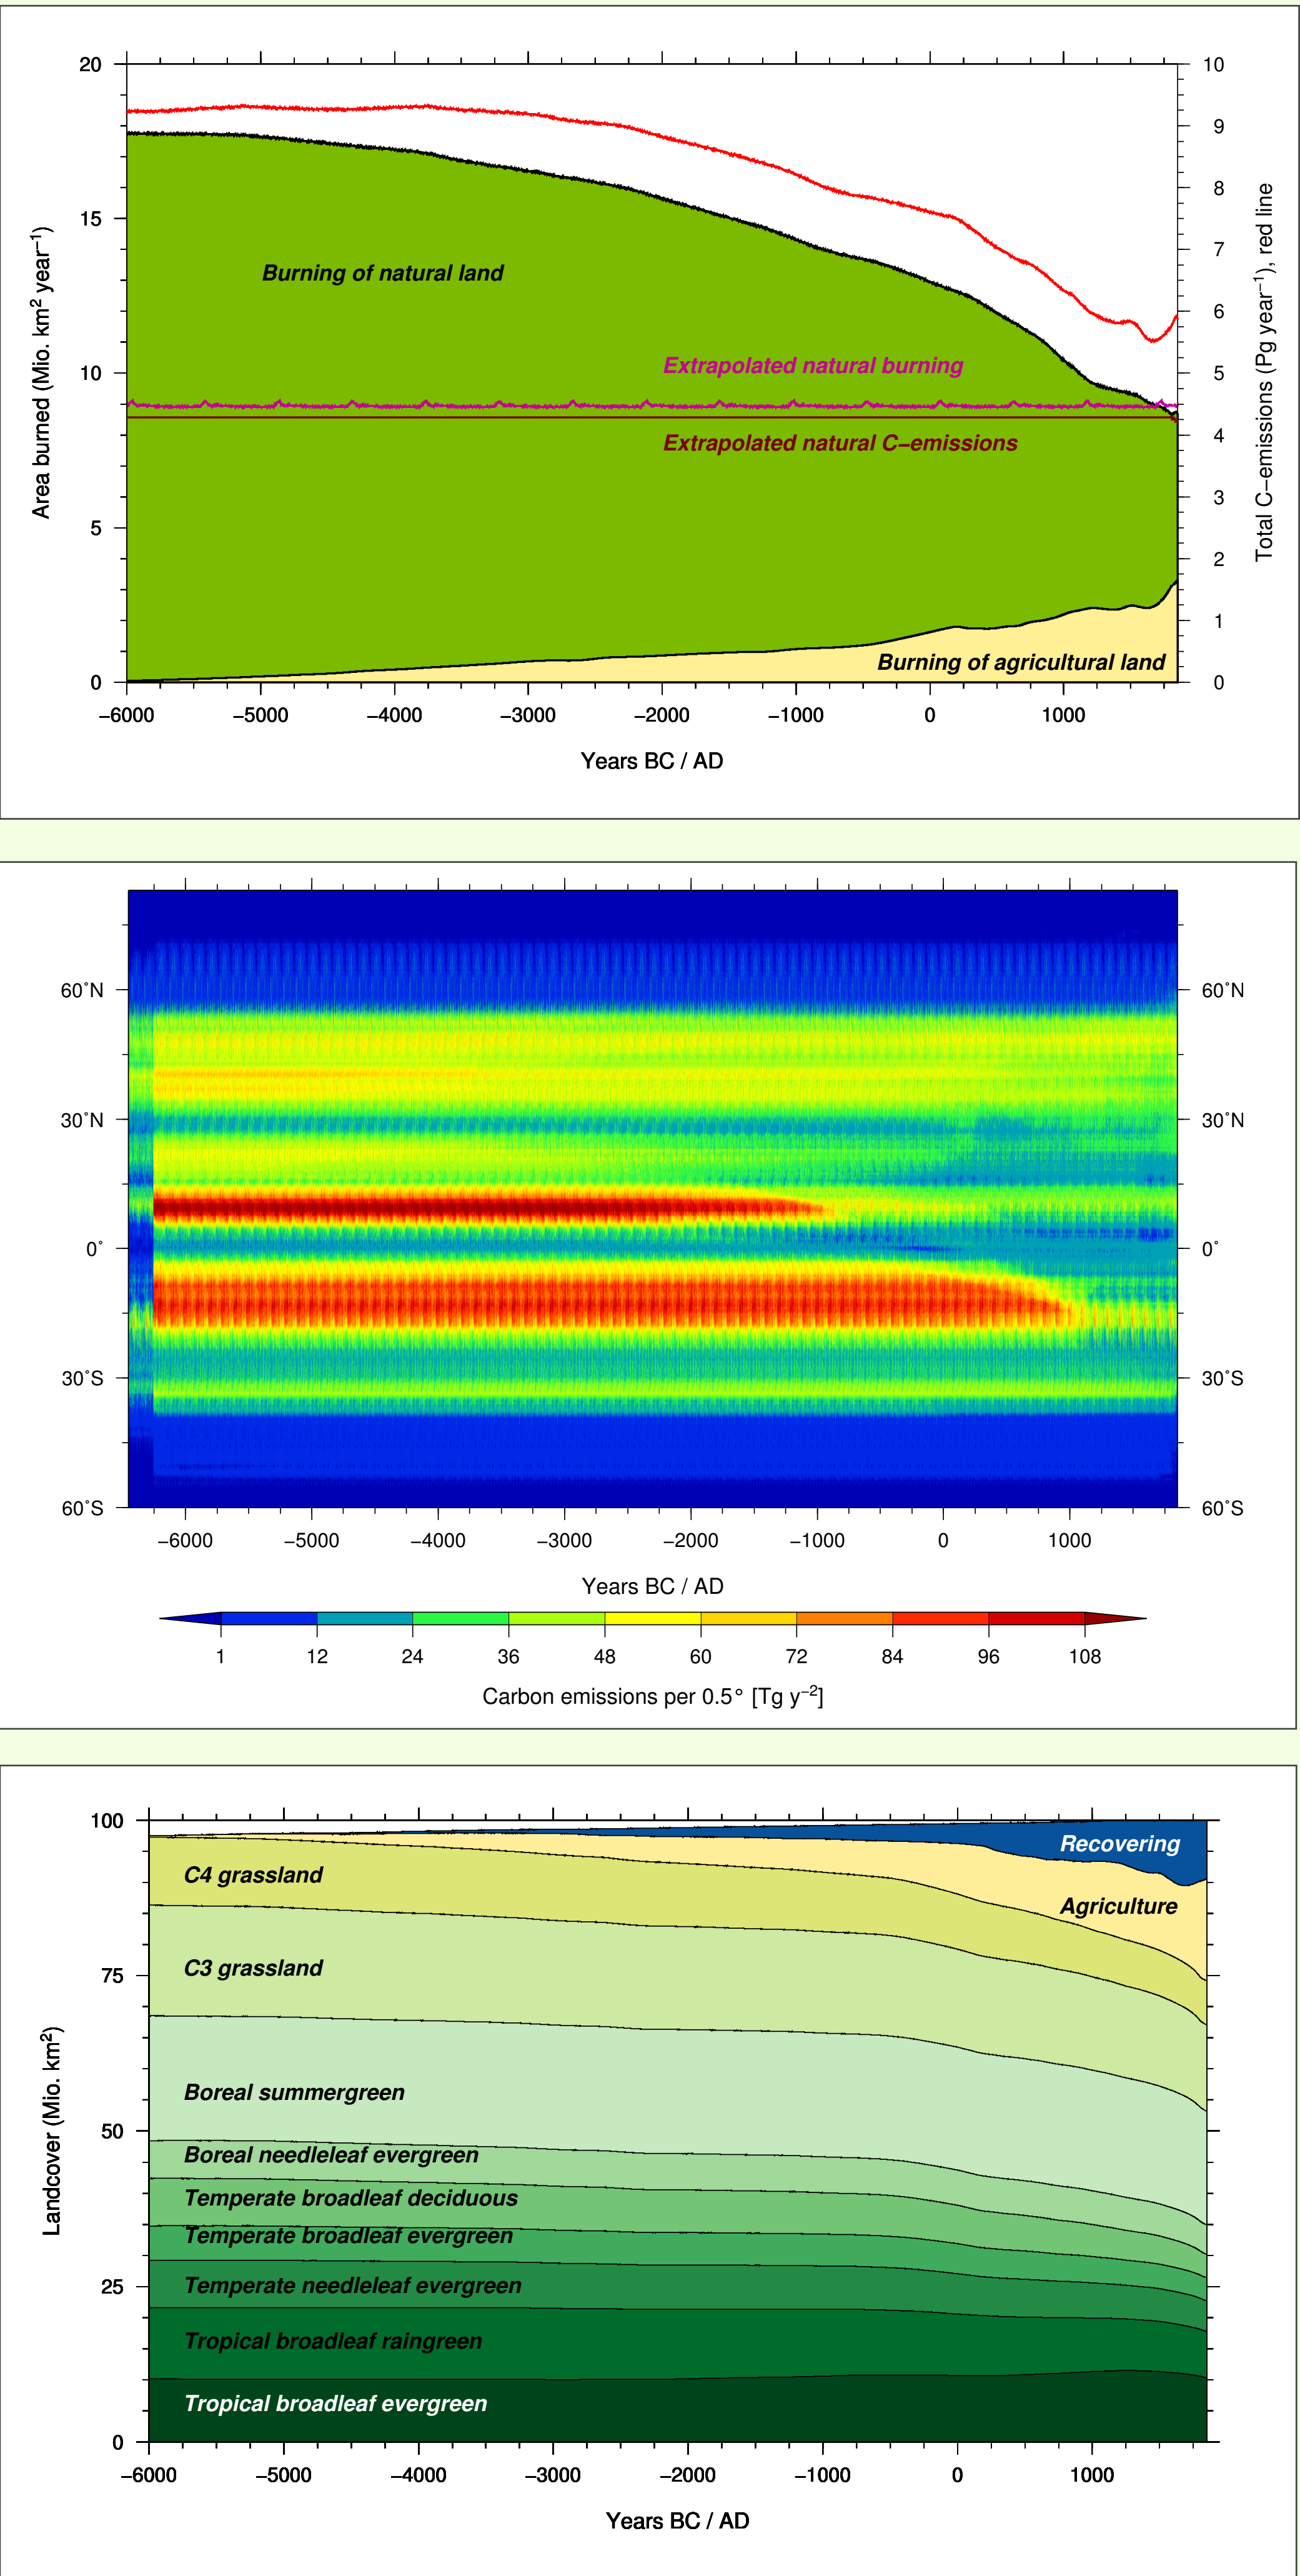 20
15
10
5
0
10
9
8
7
6
5
4
3
2
1
0
Area burned (Mio. km² year⁻¹)
Total C−emissions (Pg year⁻¹), red line
Burning of natural land
Extrapolated natural burning
Extrapolated natural C−emissions
Burning of agricultural land
−6000 −5000 −4000 −3000 −2000 −1000 0 1000
Years BC / AD
60˚N 60˚N
30˚N 30˚N
0˚ 0˚
30˚S 30˚S
60˚S 60˚S
−6000 −5000 −4000 −3000 −2000 −1000 0 1000
Years BC / AD
1 12 24 36 48 60 72 84 96 108
Carbon emissions per 0.5° [Tg y⁻²]
100
75
50
25
0
Landcover (Mio. km²)
Recovering
Agriculture
C4 grassland
C3 grassland
Boreal summergreen
Boreal needleleaf evergreen
Temperate broadleaf deciduous
Temperate broadleaf evergreen
Temperate needleleaf evergreen
Tropical broadleaf raingreen
Tropical broadleaf evergreen
−6000 −5000 −4000 −3000 −2000 −1000 0 1000
Years BC / AD